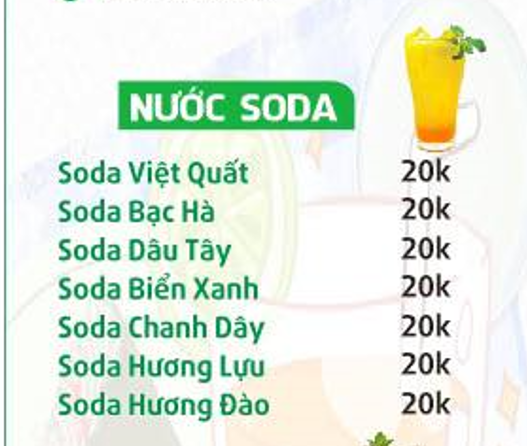 NƯỚC SODA
Soda Việt Quất 20k
Soda Bạc Hà 20k
Soda Dâu Tây 20k
Soda Biển Xanh 20k
Soda Chanh Dây 20k
Soda Hương Lựu 20k
Soda Hương Đào 20k